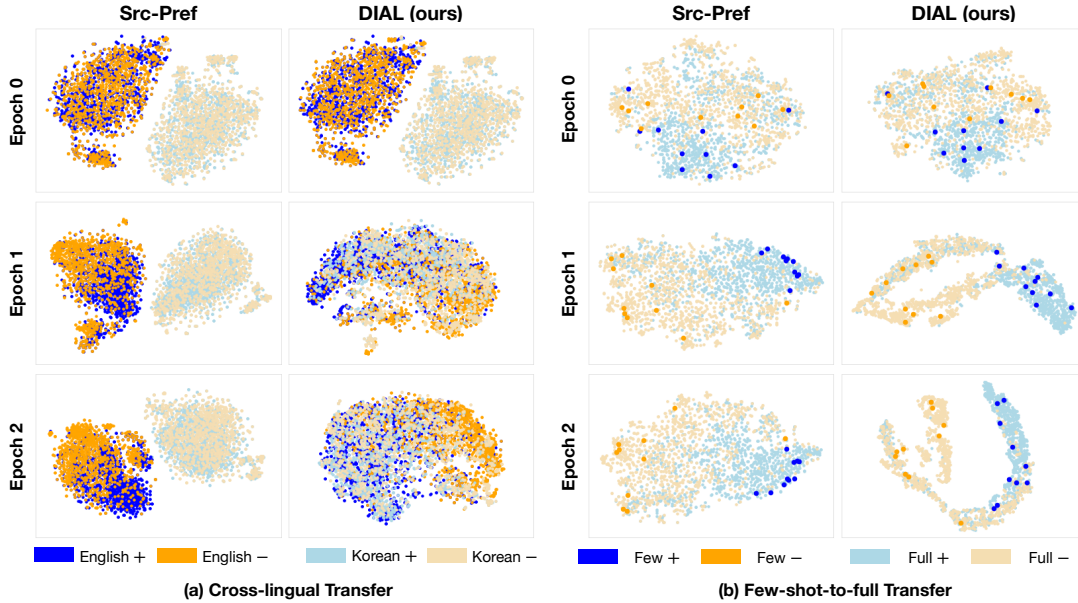 Src-Pref
DIAL (ours)
Src-Pref
DIAL (ours)
Epoch 0
Epoch 0
Epoch 1
Epoch 1
Epoch 2
Epoch 2
English +
English −
Korean +
Korean −
Few +
Few −
Full +
Full −
(a) Cross-lingual Transfer
(b) Few-shot-to-full Transfer